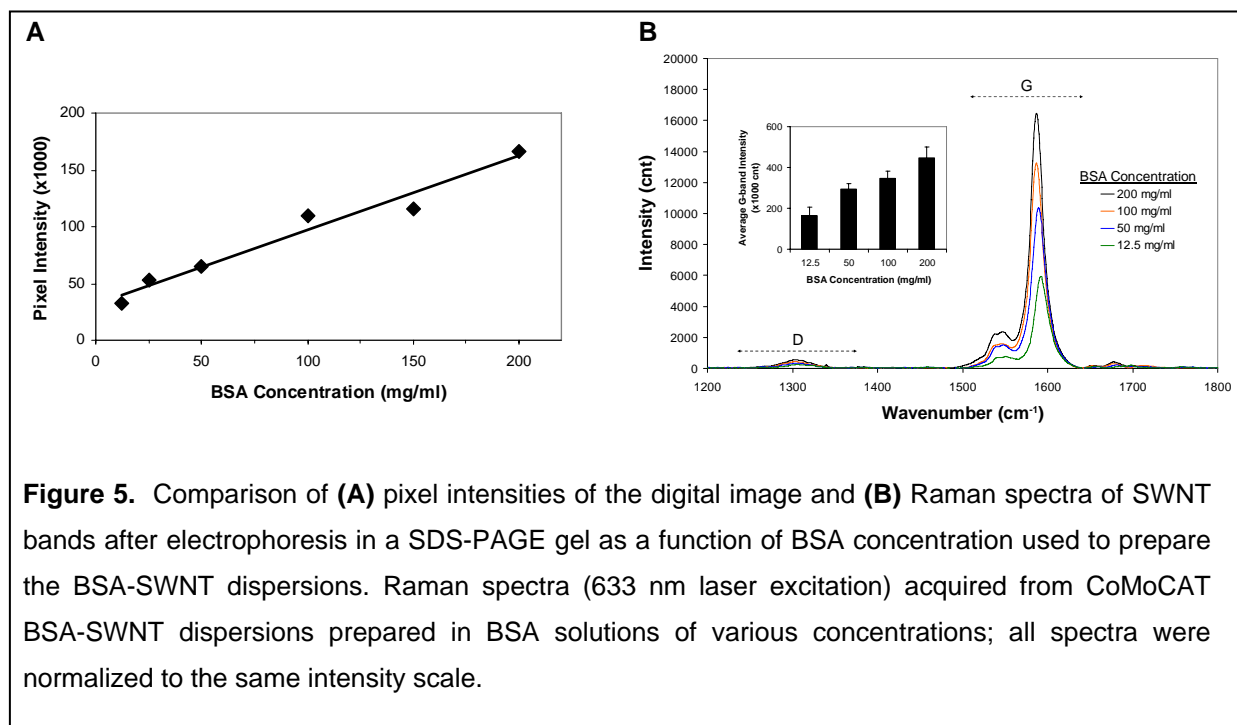 A
Pixel Intensity (x1000)
200
150
100
50
0
0 50 100 150 200
BSA Concentration (mg/ml)
B
Intensity (cnt)
20000
18000
16000
14000
12000
10000
8000
6000
4000
2000
0
1200 1300 1400 1500 1600 1700 1800
Wavenumber (cm-1)
D
G
Average G-band Intensity
(x1000 cnt)
600
400
200
0
12.5 50 100 200
BSA Concentration (mg/ml)
BSA Concentration
200 mg/ml
100 mg/ml
50 mg/ml
12.5 mg/ml
Figure 5. Comparison of (A) pixel intensities of the digital image and (B) Raman spectra of SWNT
bands after electrophoresis in a SDS-PAGE gel as a function of BSA concentration used to prepare
the BSA-SWNT dispersions. Raman spectra (633 nm laser excitation) acquired from CoMoCAT
BSA-SWNT dispersions prepared in BSA solutions of various concentrations; all spectra were
normalized to the same intensity scale.